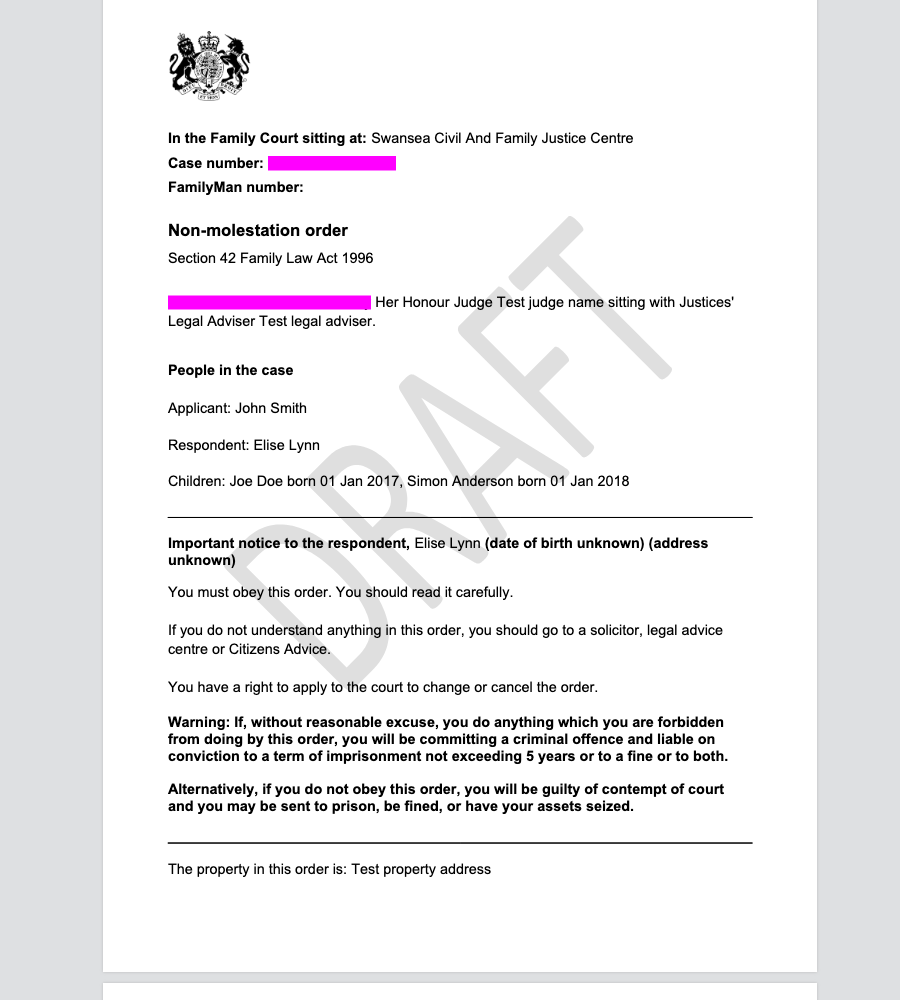 In the Family Court sitting at: Swansea Civil And Family Justice Centre
Case number:
FamilyMan number:
Non-molestation order
Section 42 Family Law Act 1996
Her Honour Judge Test judge name sitting with Justices'
Legal Adviser Test legal adviser.
People in the case
Applicant: John Smith
Respondent: Elise Lynn
Children: Joe Doe born 01 Jan 2017, Simon Anderson born 01 Jan 2018
Important notice to the respondent, Elise Lynn (date of birth unknown) (address
unknown)
You must obey this order. You should read it carefully.
If you do not understand anything in this order, you should go to a solicitor, legal advice
centre or Citizens Advice.
You have a right to apply to the court to change or cancel the order.
Warning: If, without reasonable excuse, you do anything which you are forbidden
from doing by this order, you will be committing a criminal offence and liable on
conviction to a term of imprisonment not exceeding 5 years or to a fine or to both.
Alternatively, if you do not obey this order, you will be guilty of contempt of court
and you may be sent to prison, be fined, or have your assets seized.
The property in this order is: Test property address
DRAFT